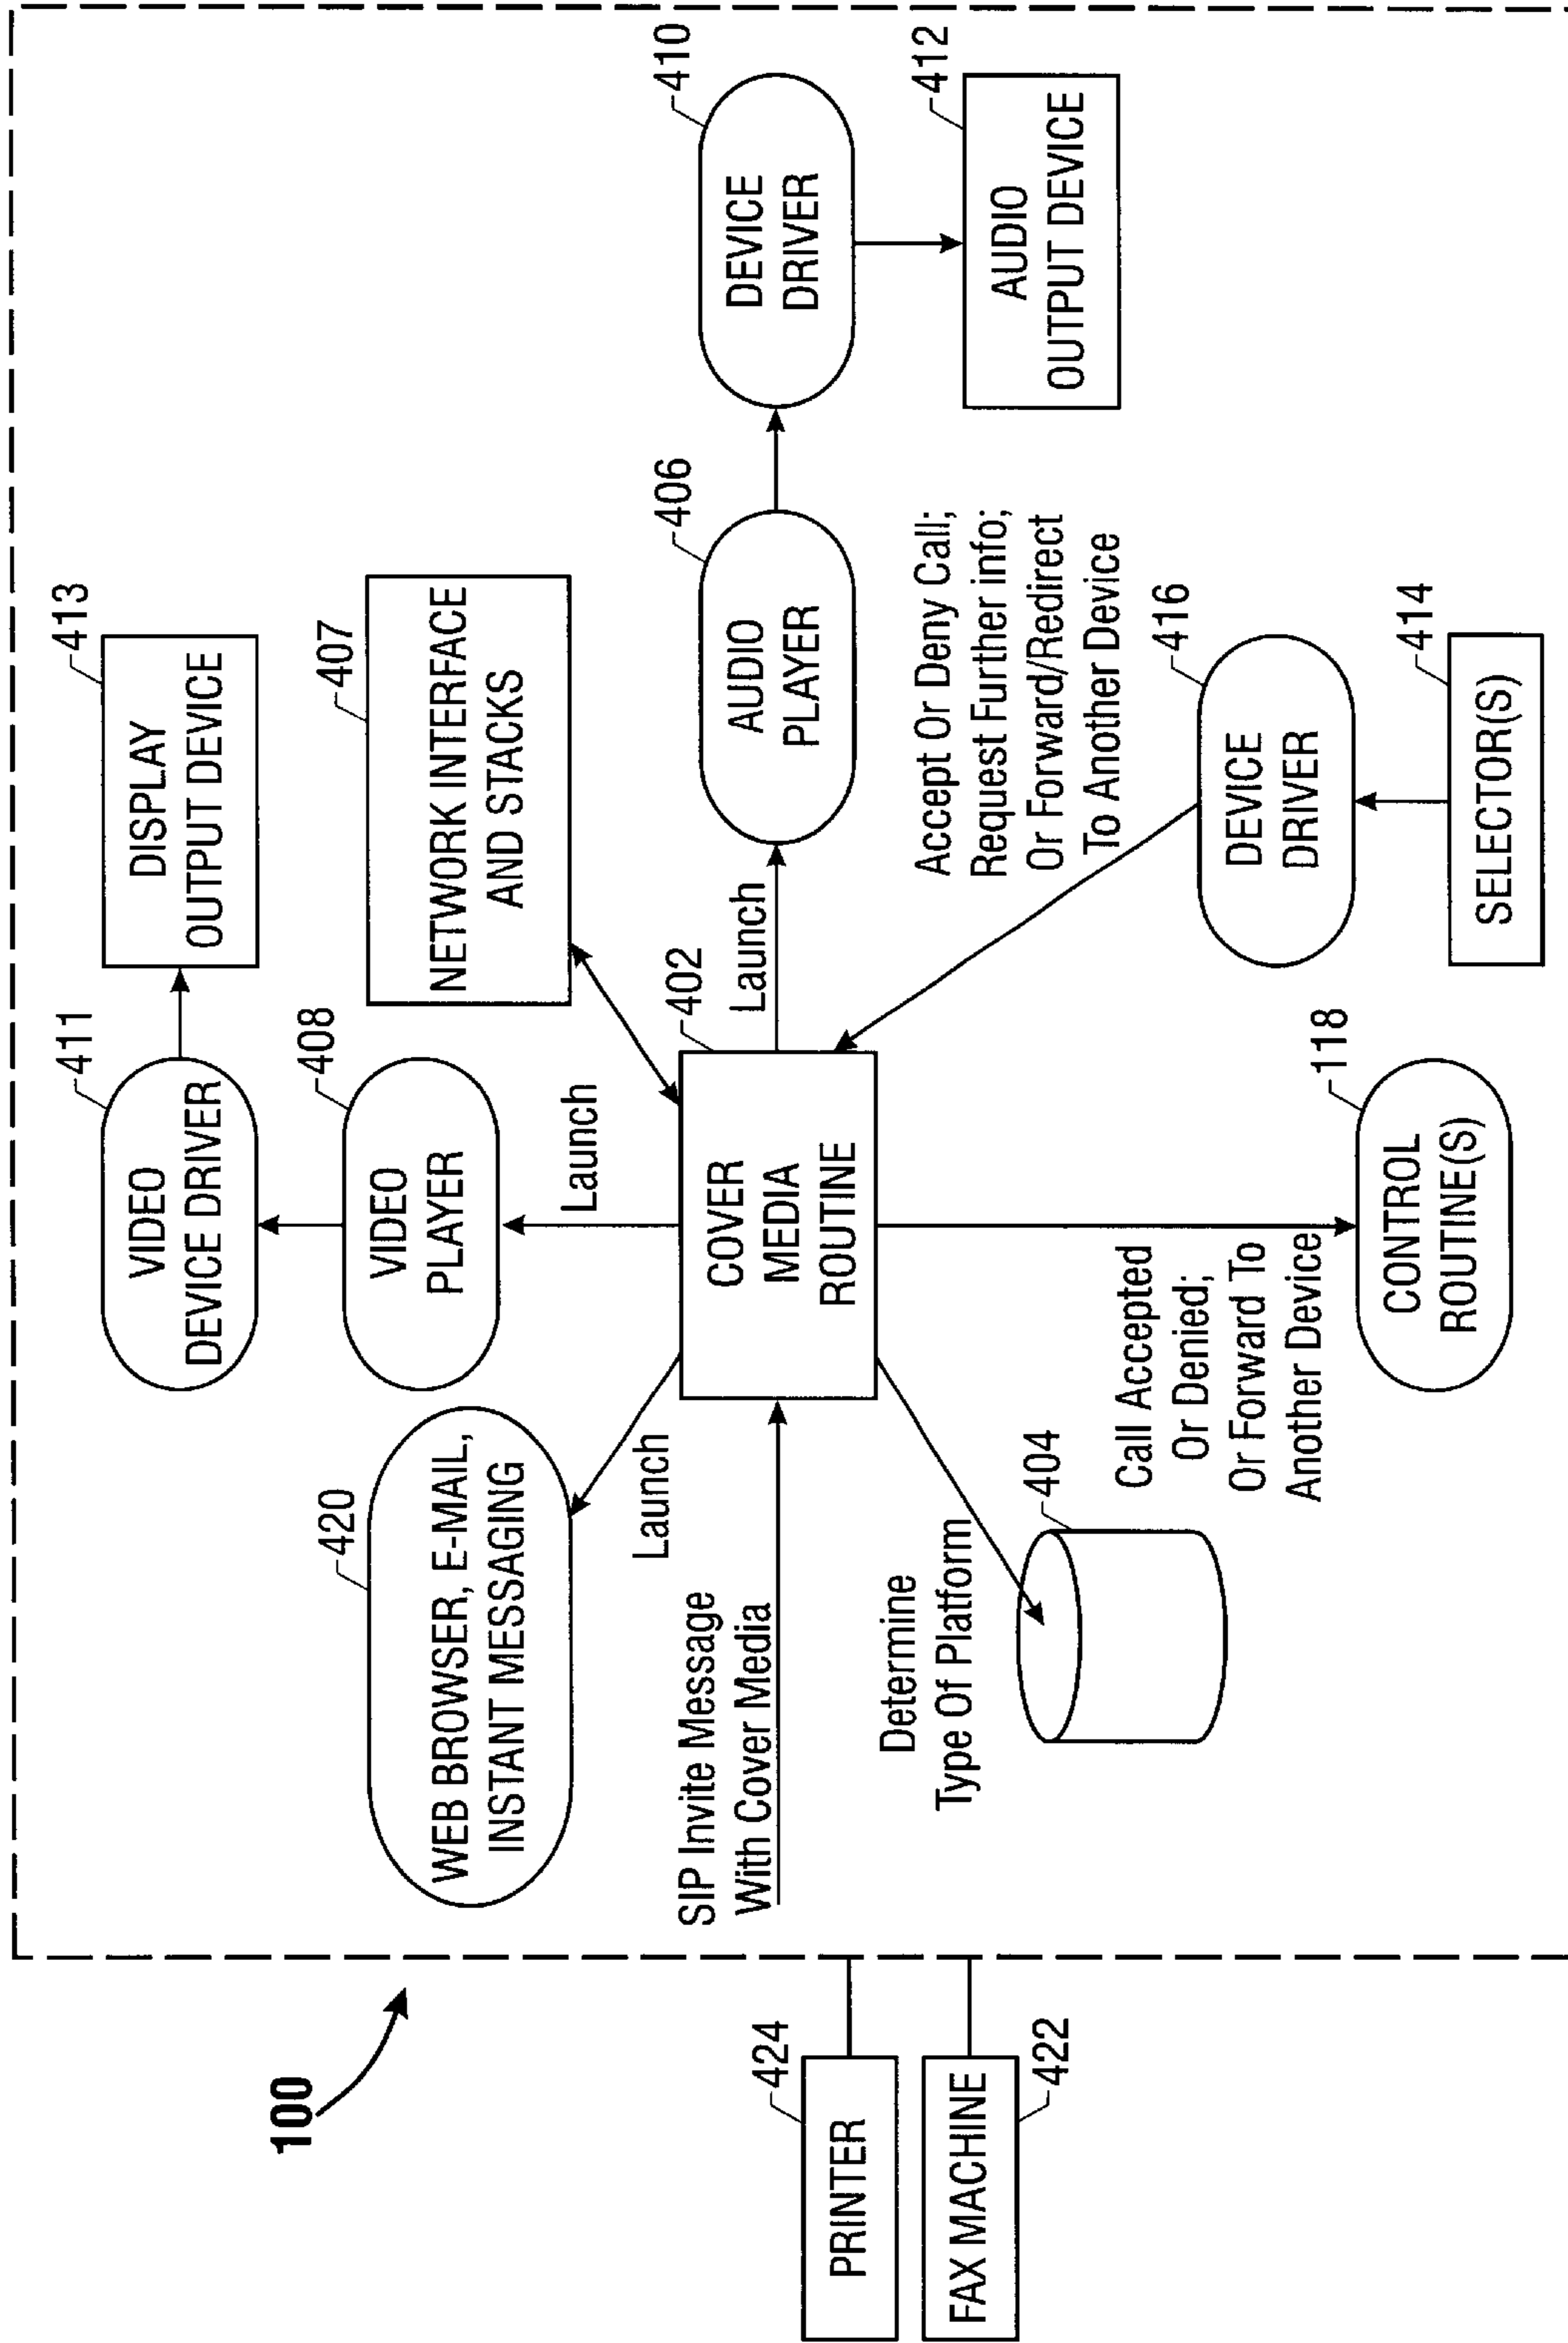 100
411
VIDEO
DEVICE DRIVER
413
DISPLAY
OUTPUT DEVICE
420
WEB BROWSER, E-MAIL,
INSTANT MESSAGING
408
VIDEO
PLAYER
407
NETWORK INTERFACE
AND STACKS
Launch
Launch
SIP Invite Message
With Cover Media
402
COVER
MEDIA
ROUTINE
Launch
406
AUDIO
PLAYER
410
DEVICE
DRIVER
424
PRINTER
FAX MACHINE
422
Determine
Type Of Platform
404
Accept Or Deny Call;
Request Further info;
Or Forward/Redirect
To Another Device
412
AUDIO
OUTPUT DEVICE
Call Accepted
Or Denied;
Or Forward To
Another Device
118
CONTROL
ROUTINE(S)
416
DEVICE
DRIVER
414
SELECTOR(S)